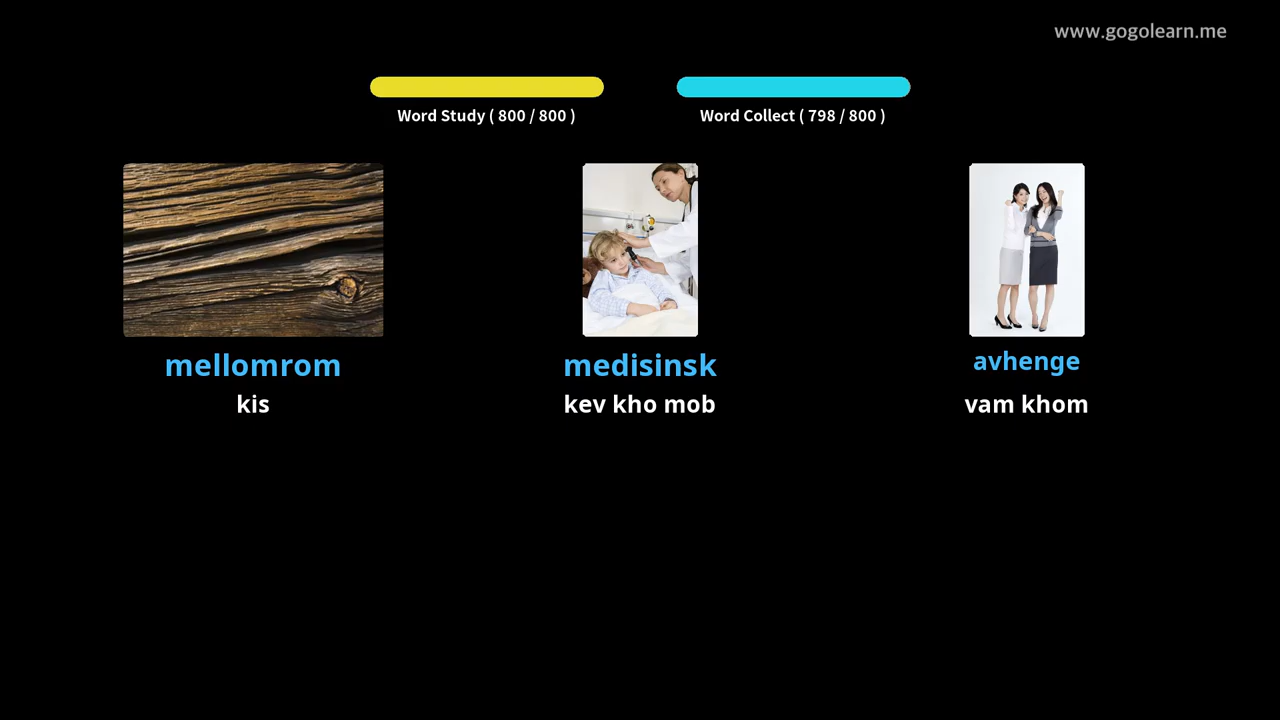 www.gogolearn.me
Word Study ( 800 / 800 )
Word Collect ( 798 / 800 )
mellomrom
medisinsk
avhenge
kis
kev kho mob
vam khom